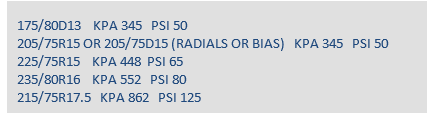 175/80D13 KPA 345 PSI 50
205/75R15 OR 205/75D15 (RADIALS OR BIAS) KPA 345 PSI 50
225/75R15 KPA 448 PSI 65
235/80R16 KPA 552 PSI 80
215/75R17.5 KPA 862 PSI 125